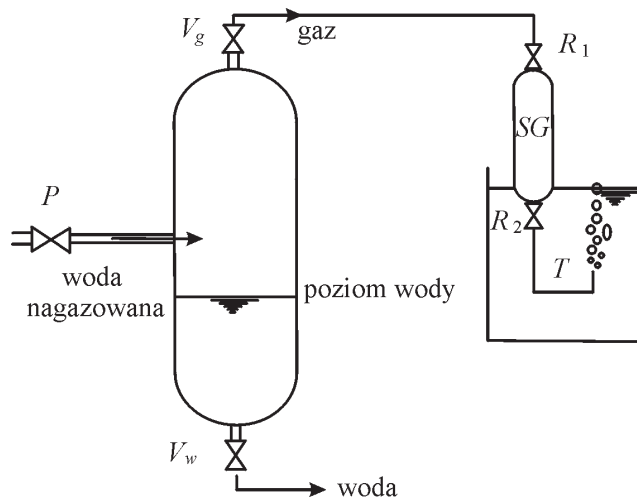 V_g
gaz
R_1
SG
P
R_2
woda
nagazowana
poziom wody
T
V_w
woda